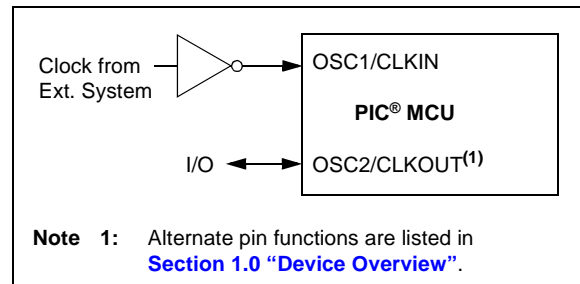 Clock from
Ext. System
OSC1/CLKIN
PIC® MCU
I/O
OSC2/CLKOUT(1)
Note 1: Alternate pin functions are listed in
Section 1.0 “Device Overview”.